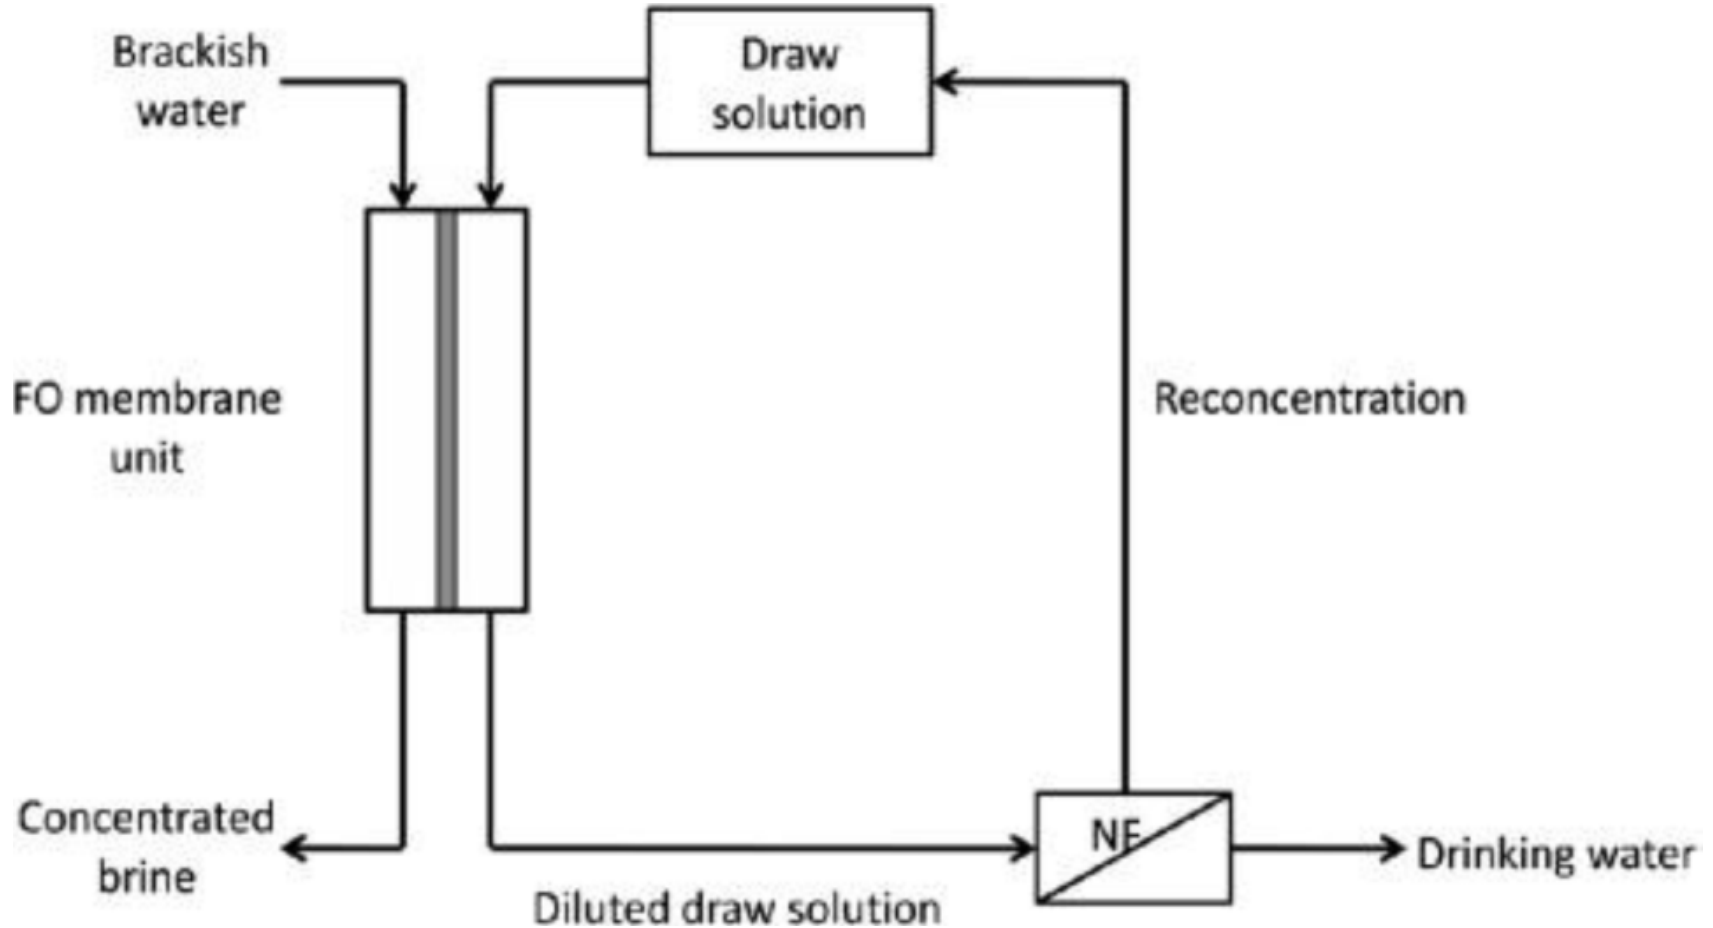 Brackish
water
Draw
solution
FO membrane
unit
Reconcentration
Concentrated
brine
NF
Drinking water
Diluted draw solution